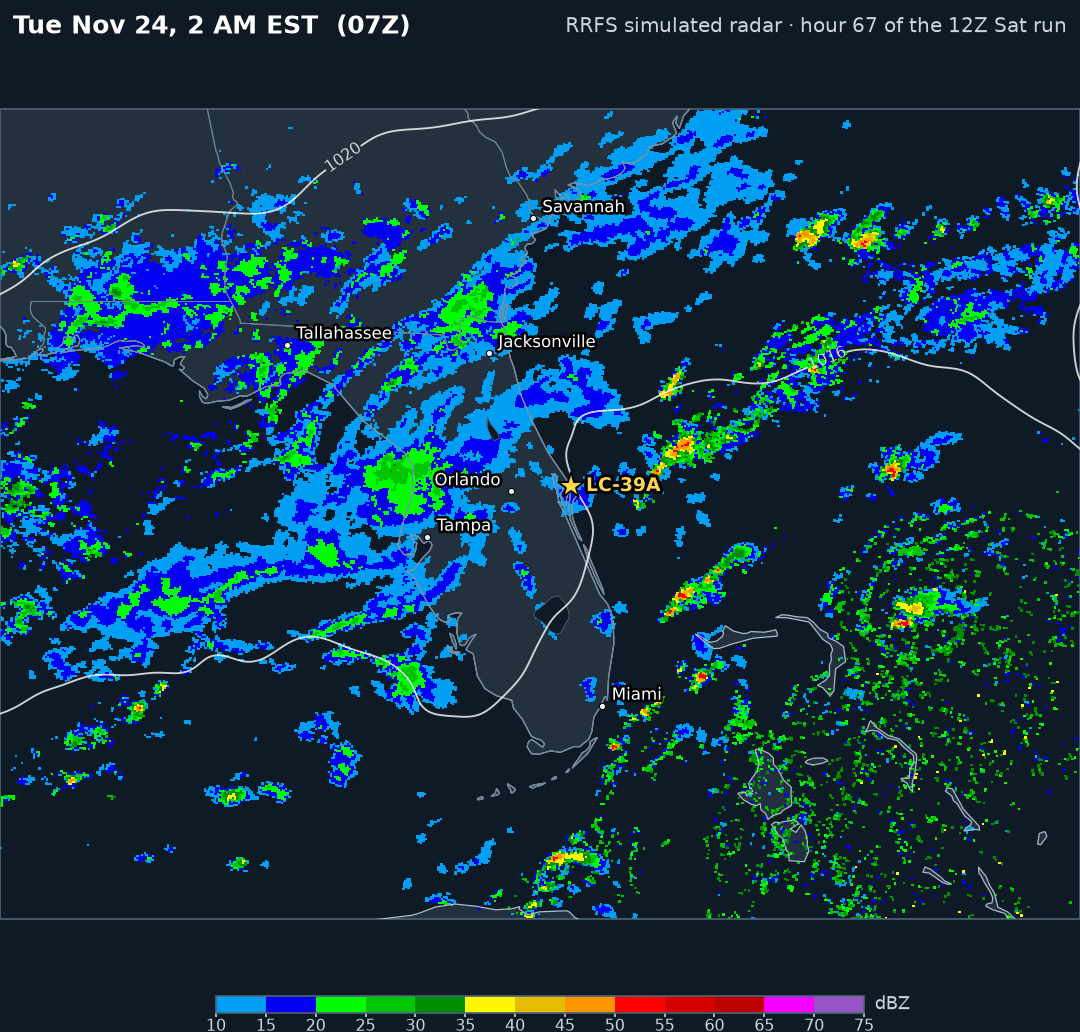 Tue Nov 24, 2 AM EST (07Z)
RRFS simulated radar · hour 67 of the 12Z Sat run
1020
Savannah
Tallahassee
Jacksonville
1016
Orlando
LC-39A
Tampa
Miami
dBZ
10 15 20 25 30 35 40 45 50 55 60 65 70 75